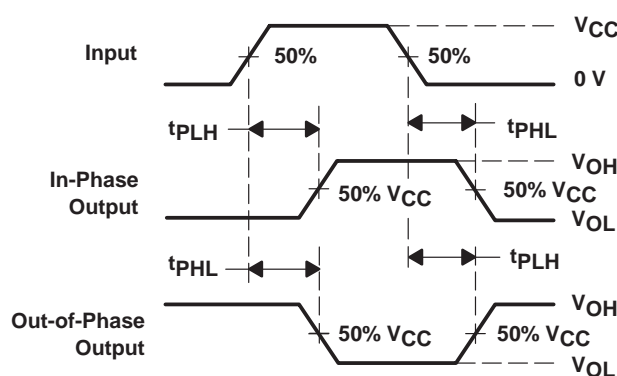 VCC
Input
50%
50%
0 V
tPLH
tPHL
VOH
In-Phase
Output
50% VCC
50% VCC
VOL
tPHL
tPLH
VOH
Out-of-Phase
Output
50% VCC
50% VCC
VOL